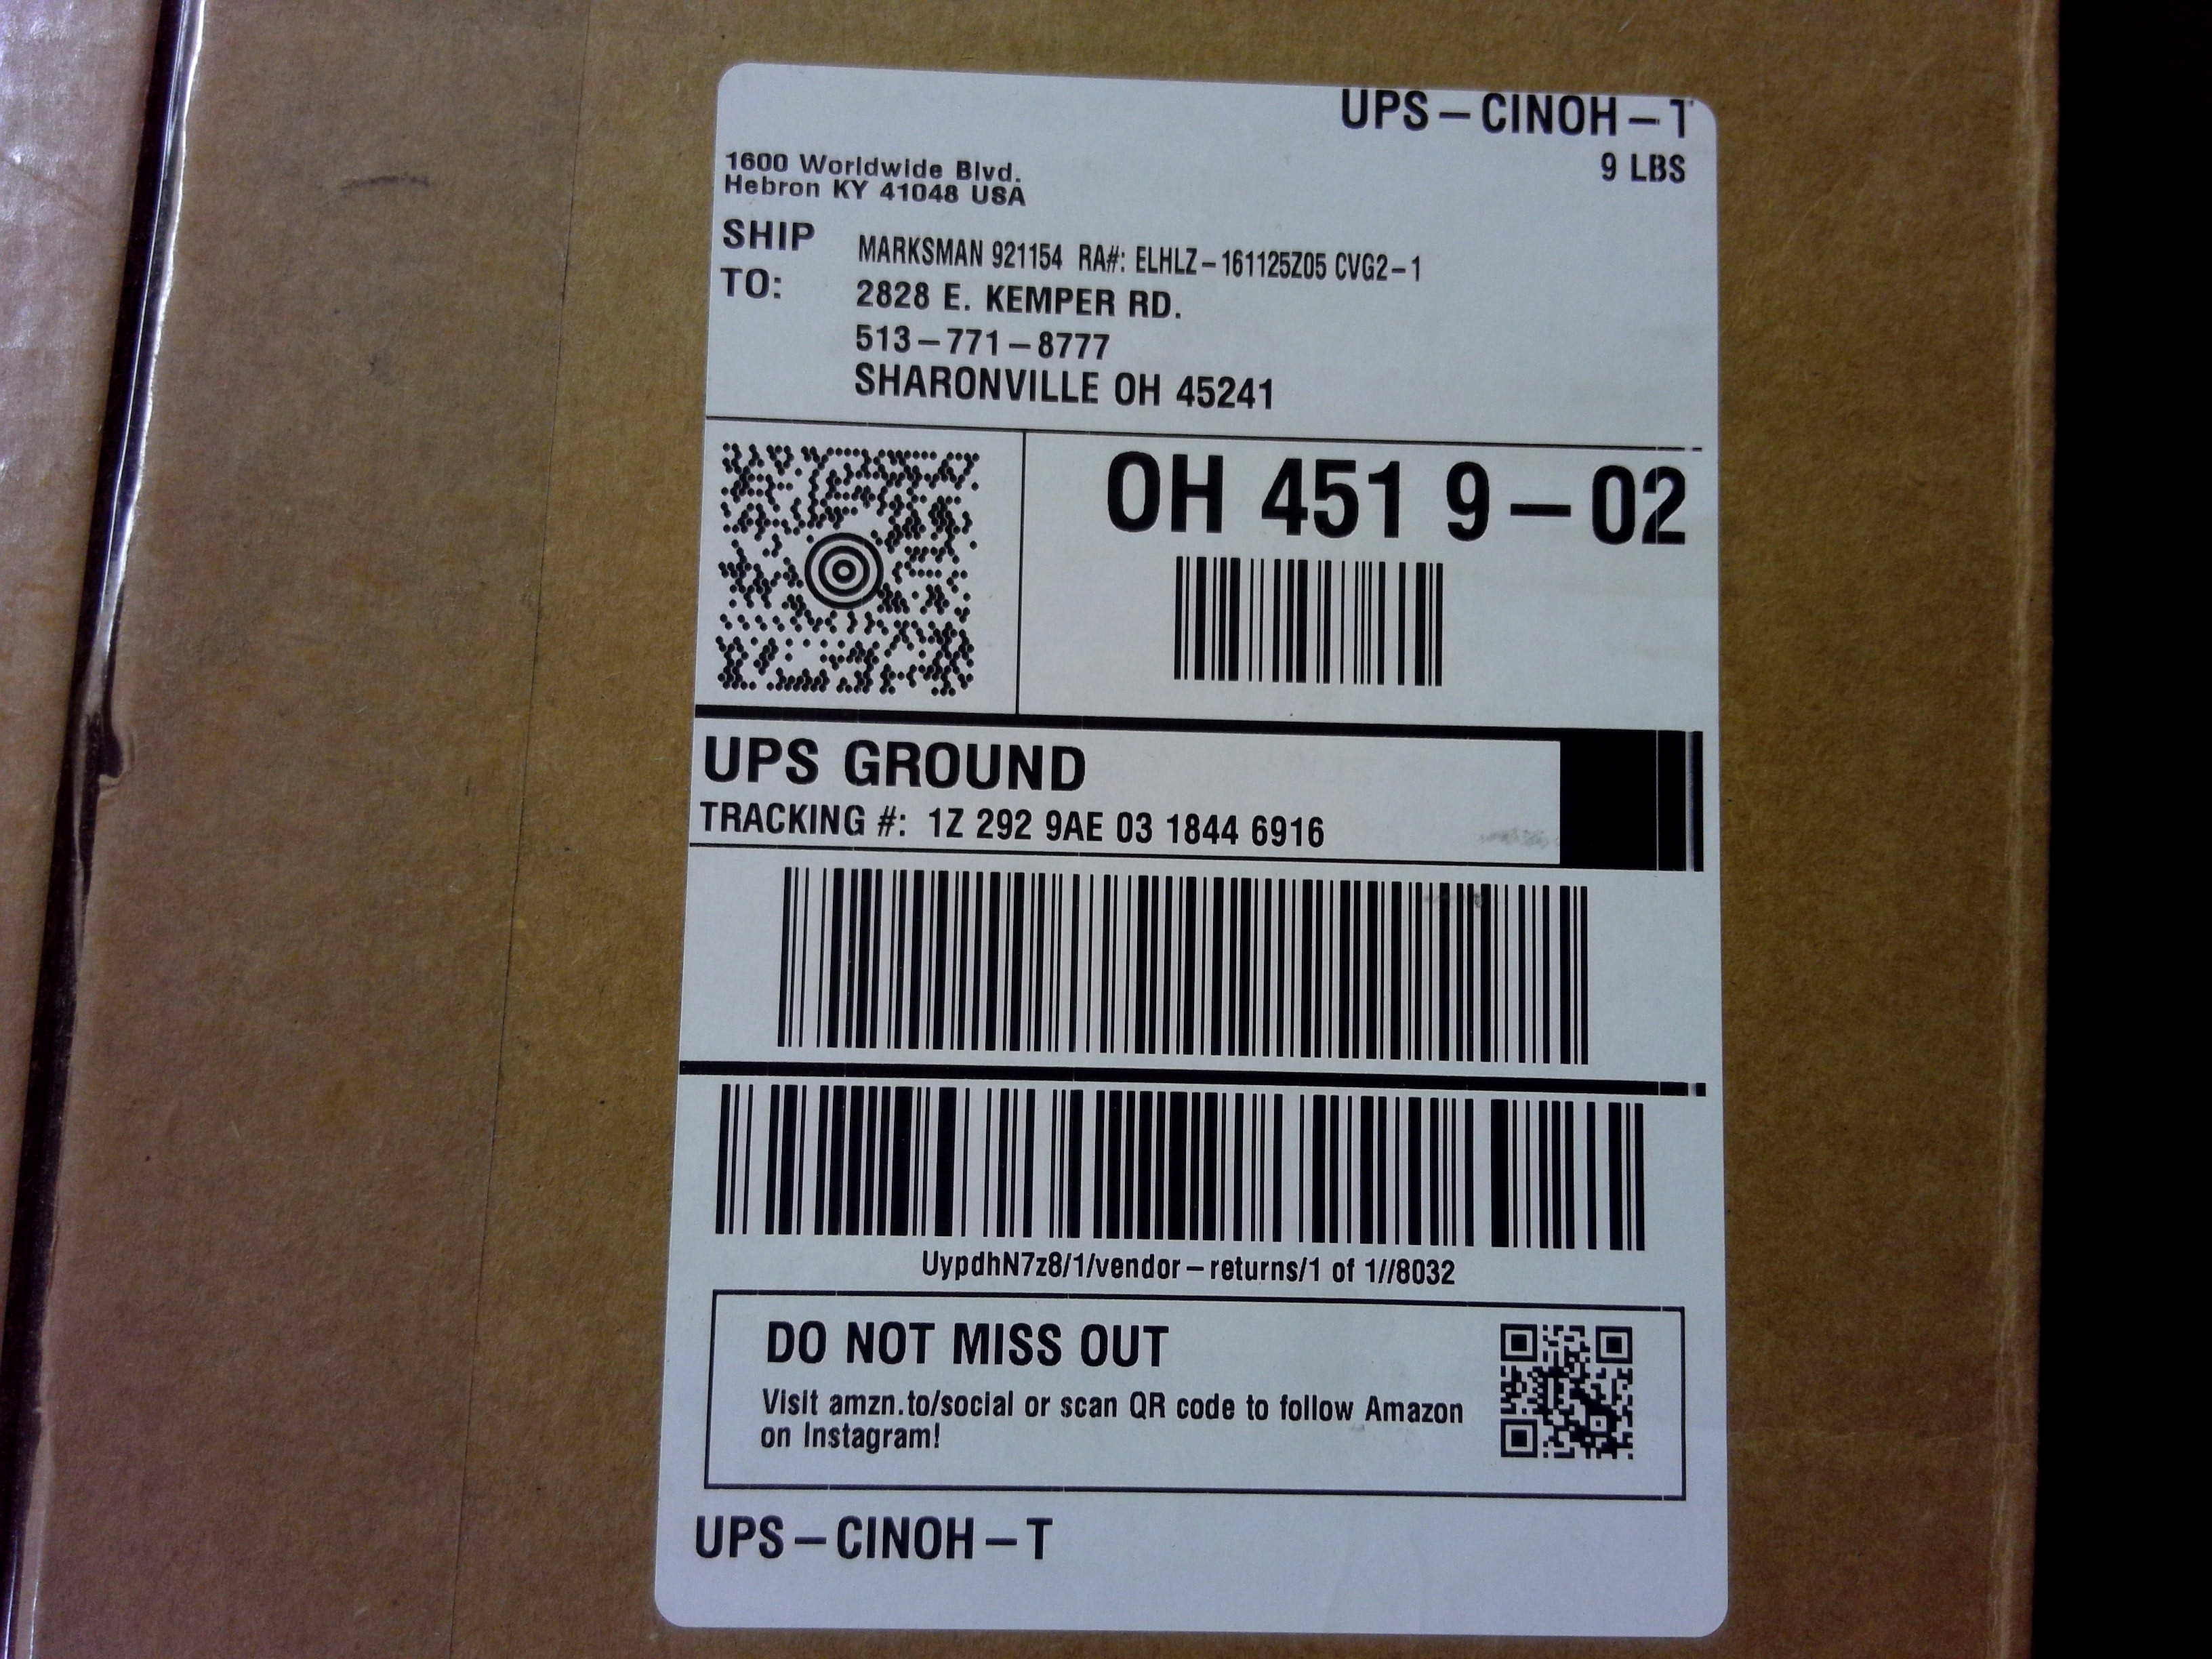 UPS – CINOH – T
9 LBS
1600 Worldwide Blvd.
Hebron KY 41048 USA
SHIP TO:
MARKSMAN 921154 RA#: ELHLZ – 161125Z05 CVG2 – 1
2828 E. KEMPER RD.
513 – 771 – 8777
SHARONVILLE OH 45241
OH 451 9 – 02
UPS GROUND
TRACKING #: 1Z 292 9AE 03 1844 6916
UypdhN7z8/1/vendor – returns/1 of 1//8032
DO NOT MISS OUT
Visit amzn.to/social or scan QR code to follow Amazon
on Instagram!
UPS – CINOH – T